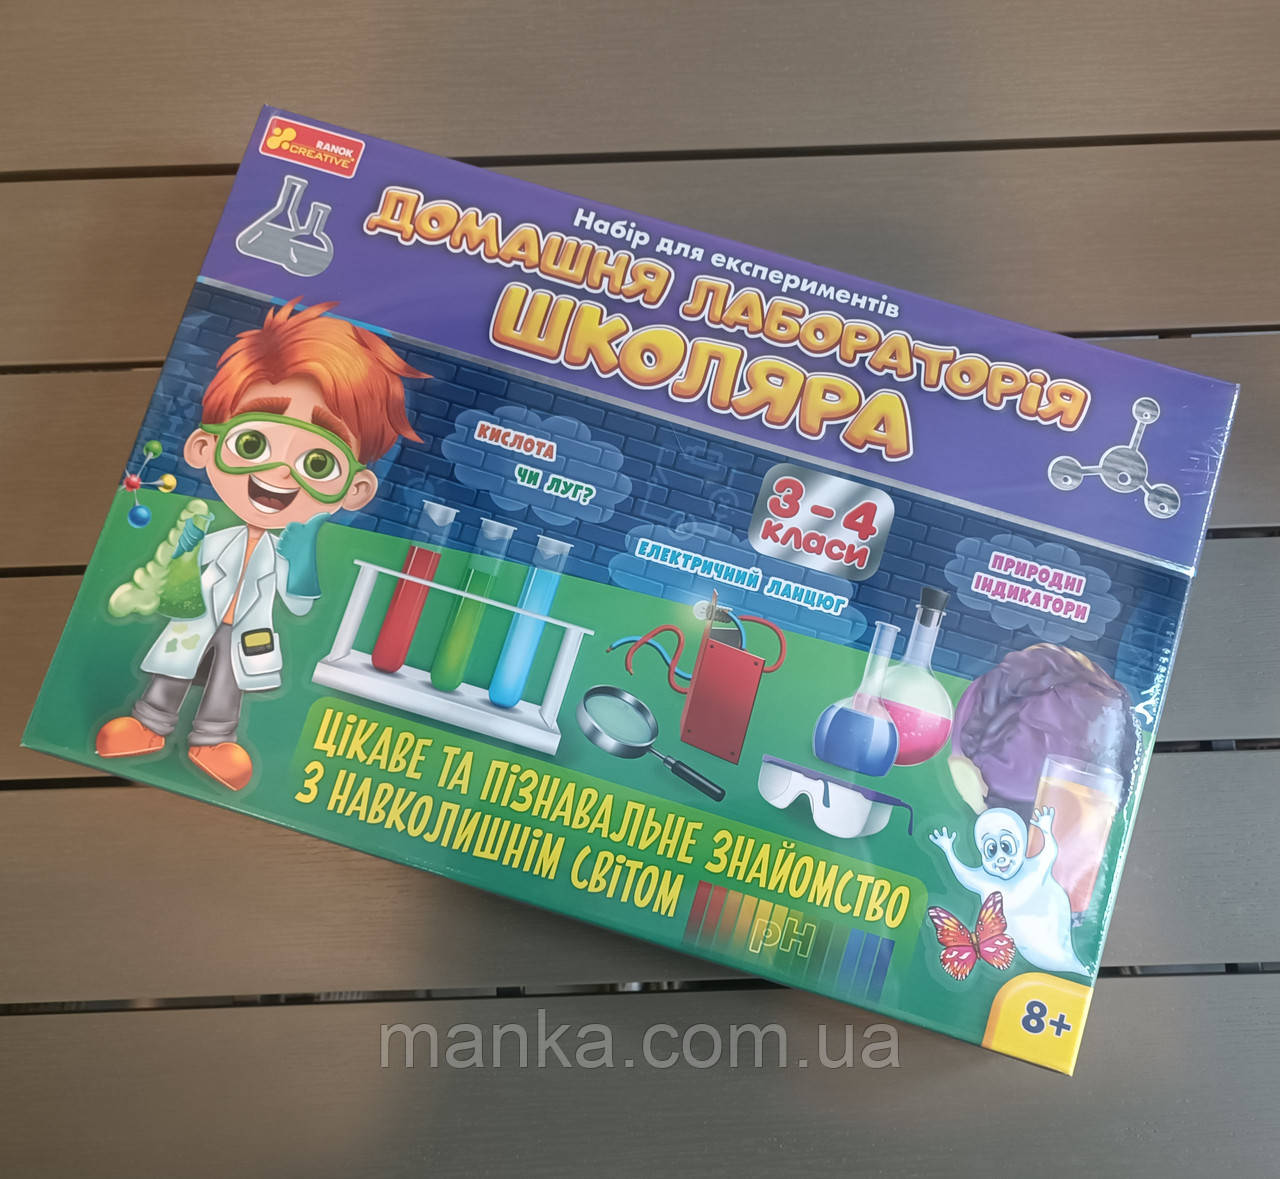 RANOK
CREATIVE
Набір для експериментів
ДОМАШНЯ ЛАБОРАТОРІЯ
ШКОЛЯРА
КИСЛОТА
ЧИ ЛУГ?
3-4
класи
ЕЛЕКТРИЧНИЙ ЛАНЦЮГ
ПРИРОДНІ
ІНДИКАТОРИ
ЦІКАВЕ ТА ПІЗНАВАЛЬНЕ ЗНАЙОМСТВО
З НАВКОЛИШНІМ СВІТОМ
pH
8+
manka.com.ua